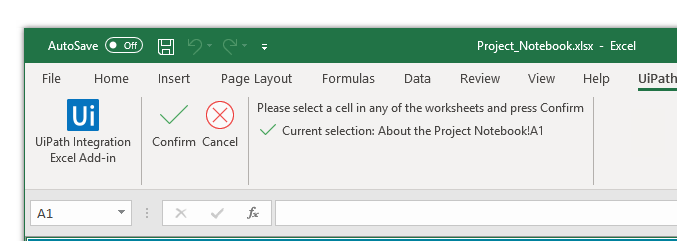 AutoSave Off Project_Notebook.xlsx - Excel
File Home Insert Page Layout Formulas Data Review View Help UiPath
Ui
Please select a cell in any of the worksheets and press Confirm
Current selection: About the Project Notebook!A1
UiPath Integration
Excel Add-in
Confirm
Cancel
A1 fx